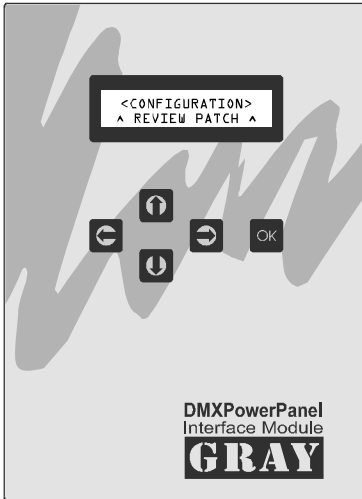 <CONFIGURATION>
^ REVIEW PATCH ^
OK
DMXPowerPanel
Interface Module
GRAY